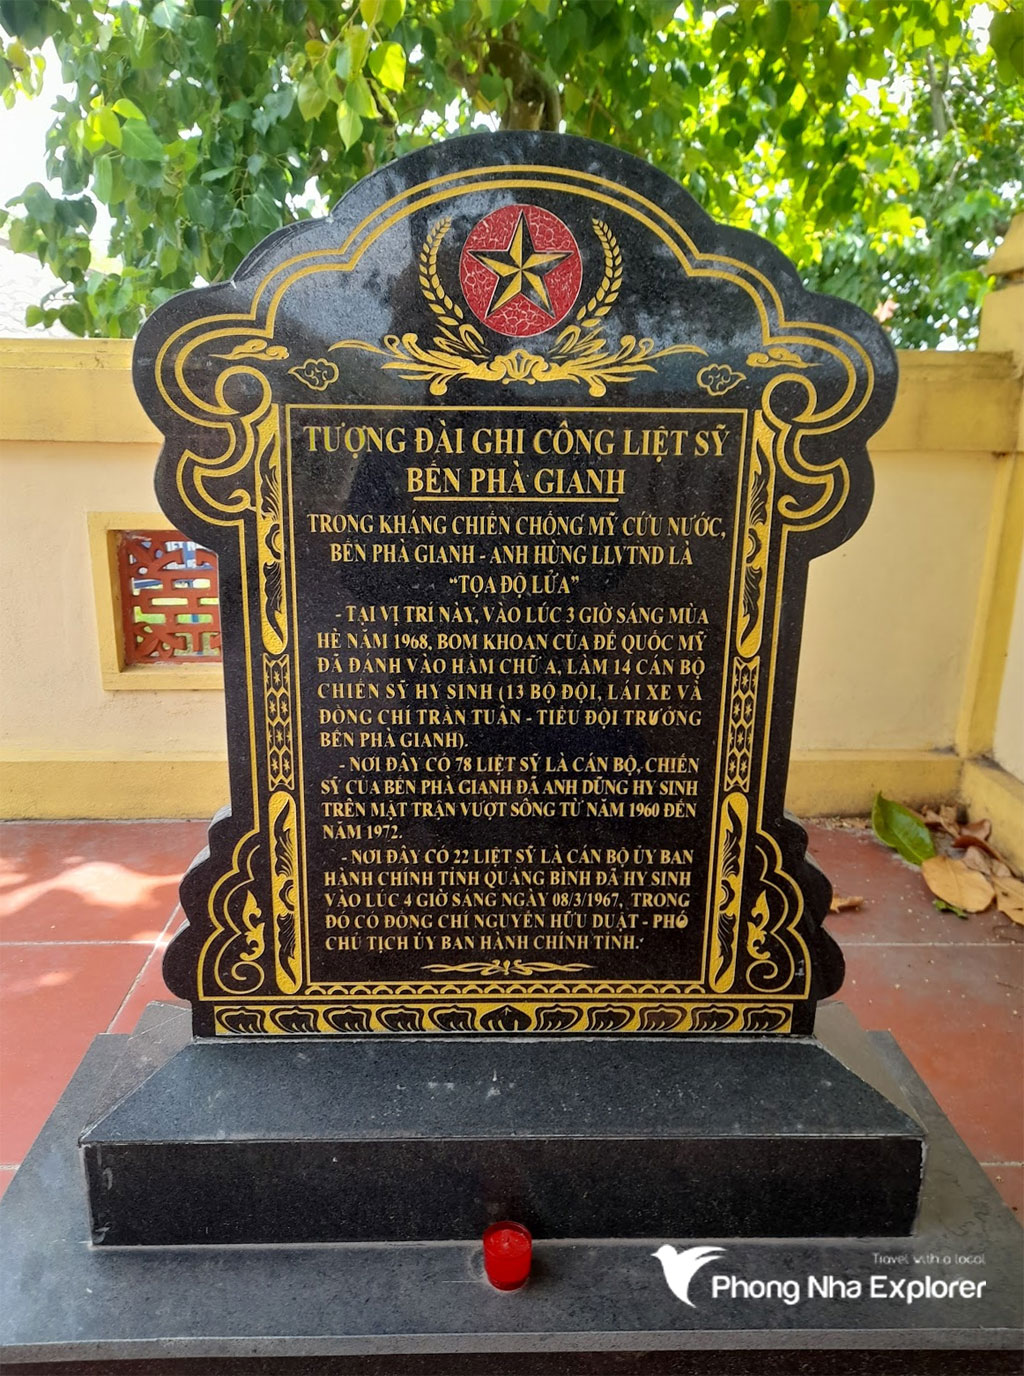 TƯỢNG ĐÀI GHI CÔNG LIỆT SỸ
BẾN PHÀ GIANH
TRONG KHÁNG CHIẾN CHỐNG MỸ CỨU NƯỚC,
BẾN PHÀ GIANH - ANH HÙNG LLVTND LÀ
“TỌA ĐỘ LỬA”
- TẠI VỊ TRÍ NÀY, VÀO LÚC 3 GIỜ SÁNG MÙA
HÈ NĂM 1968, BOM KHOAN CỦA ĐẾ QUỐC MỸ
ĐÃ ĐÁNH VÀO HẦM CHỮ A, LÀM 14 CÁN BỘ
CHIẾN SỸ HY SINH (13 BỘ ĐỘI, LÁI XE VÀ
ĐỒNG CHÍ TRẦN TUẤN - TIỂU ĐỘI TRƯỞNG
BẾN PHÀ GIANH).
- NƠI ĐÂY CÓ 78 LIỆT SỸ LÀ CÁN BỘ, CHIẾN
SỸ CỦA BẾN PHÀ GIANH ĐÃ ANH DŨNG HY SINH
TRÊN MẶT TRẬN VƯỢT SÔNG TỪ NĂM 1960 ĐẾN
NĂM 1972.
- NƠI ĐÂY CÓ 22 LIỆT SỸ LÀ CÁN BỘ ỦY BAN
HÀNH CHÍNH TỈNH QUẢNG BÌNH ĐÃ HY SINH
VÀO LÚC 4 GIỜ SÁNG NGÀY 08/3/1967, TRONG
ĐÓ CÓ ĐỒNG CHÍ NGUYỄN HỮU DUẬT - PHÓ
CHỦ TỊCH ỦY BAN HÀNH CHÍNH TỈNH.
Travel with a local
Phong Nha Explorer